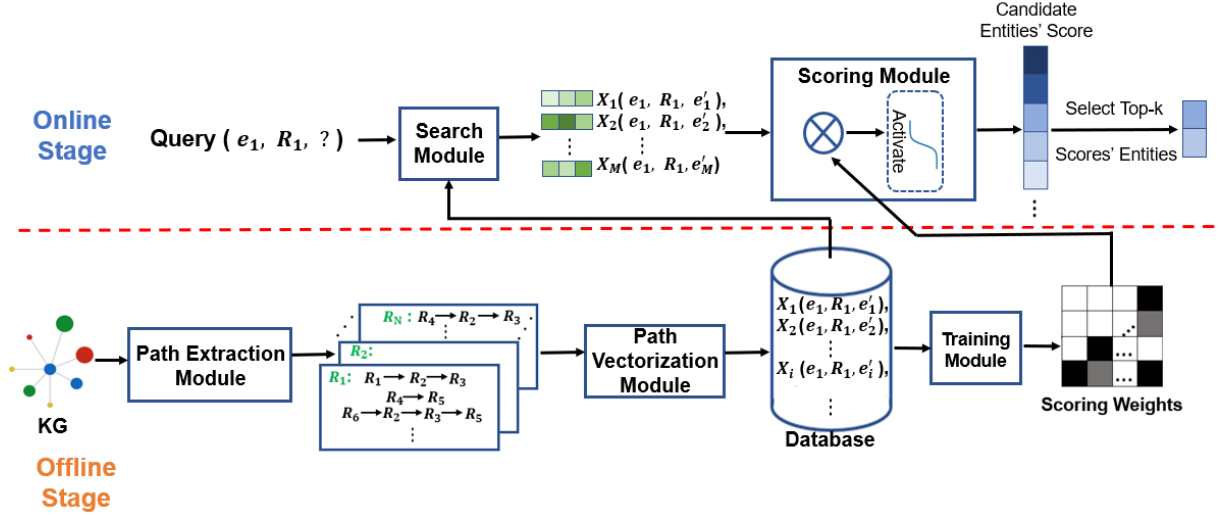 Candidate
Entities' Score
Online
Stage
Query ( e₁, R₁, ? )
Search
Module
X₁( e₁, R₁, e′₁),
X₂( e₁, R₁, e′₂),
⋮ ⋮
X_M( e₁, R₁, e′_M)
Scoring Module
Activate
Select Top-k
Scores' Entities
⋮
KG
Path Extraction
Module
R_N : R₄→R₂→R₃
⋮
R₂:
R₁: R₁→R₂→R₃
R₄→R₅
R₆→R₂→R₃→R₅
⋮
Path
Vectorization
Module
X₁(e₁, R₁, e′₁),
X₂(e₁, R₁, e′₂),
⋮
X_i (e₁, R₁, e′_i),
⋮
Database
Training
Module
...
...
Scoring Weights
Offline
Stage